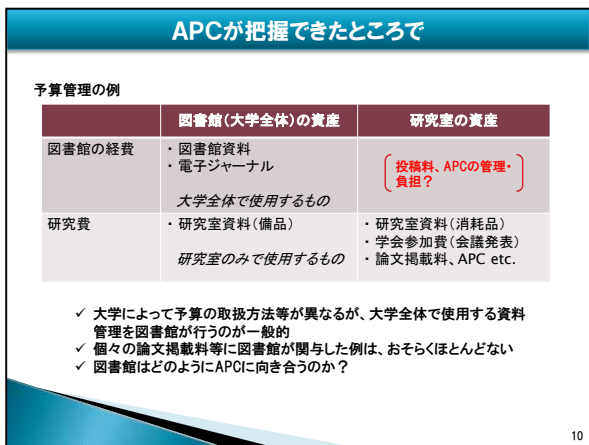 APCが把握できたところで
予算管理の例
図書館(大学全体)の資産
研究室の資産
図書館の経費
・ 図書館資料
・ 電子ジャーナル
大学全体で使用するもの
投稿料、APCの管理・
負担？
研究費
・ 研究室資料(備品)
研究室のみで使用するもの
・ 研究室資料(消耗品)
・ 学会参加費(会議発表)
・ 論文掲載料、APC etc.
✓ 大学によって予算の取扱方法等が異なるが、大学全体で使用する資料
管理を図書館が行うのが一般的
✓ 個々の論文掲載料等に図書館が関与した例は、おそらくほとんどない
✓ 図書館はどのようにAPCに向き合うのか？
10